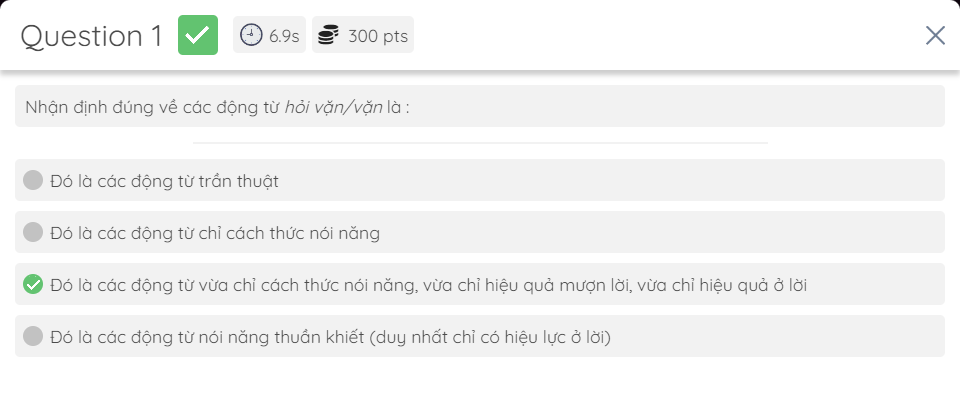 Question 1
6.9s
300 pts
Nhận định đúng về các động từ hỏi vặn/vặn là :
Đó là các động từ trần thuật
Đó là các động từ chỉ cách thức nói năng
Đó là các động từ vừa chỉ cách thức nói năng, vừa chỉ hiệu quả mượn lời, vừa chỉ hiệu quả ở lời
Đó là các động từ nói năng thuần khiết (duy nhất chỉ có hiệu lực ở lời)